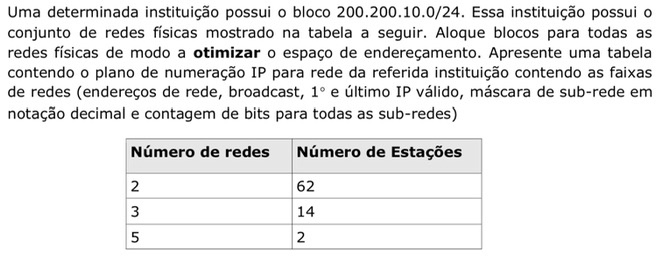 Uma determinada instituição possui o bloco 200.200.10.0/24. Essa instituição possui o
conjunto de redes físicas mostrado na tabela a seguir. Aloque blocos para todas as
redes físicas de modo a otimizar o espaço de endereçamento. Apresente uma tabela
contendo o plano de numeração IP para rede da referida instituição contendo as faixas
de redes (endereços de rede, broadcast, 1° e último IP válido, máscara de sub-rede em
notação decimal e contagem de bits para todas as sub-redes)
Número de redes Número de Estações
2 62
3 14
5 2